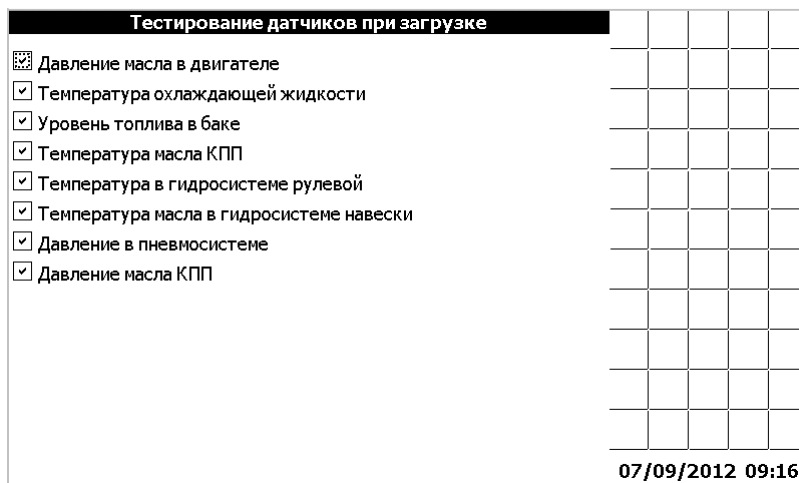 Тестирование датчиков при загрузке
Давление масла в двигателе
Температура охлаждающей жидкости
Уровень топлива в баке
Температура масла КПП
Температура в гидросистеме рулевой
Температура масла в гидросистеме навески
Давление в пневмосистеме
Давление масла КПП
07/09/2012 09:16